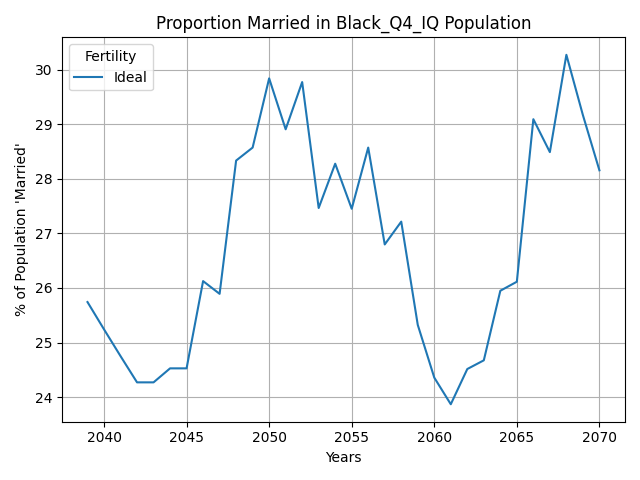 Proportion Married in Black_Q4_IQ Population
Fertility
Ideal
% of Population 'Married'
30
29
28
27
26
25
24
2040 2045 2050 2055 2060 2065 2070
Years